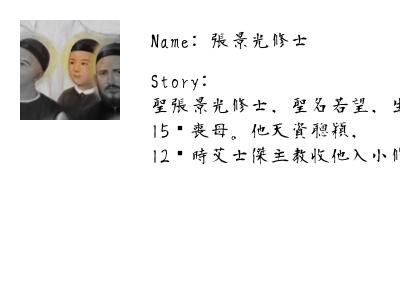 Name: 張景光修士
Story:
聖張景光修士, 聖名若望, 生
15 喪母。他天資聰穎,
12 時艾士傑主教收他入小修